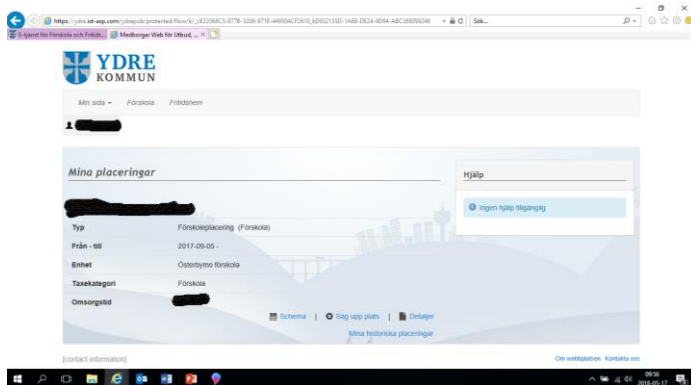 https://ydre.ist-asp.com/ydrepub/protected/flow/k/
Sök...
E-tjänst för Förskola och Fritids...
Medborgar Web för Utbud, ...
YDRE
KOMMUN
Min sida
Förskola
Fritidshem
Mina placeringar
Hjälp
Ingen hjälp tillgänglig
Typ Förskoleplacering (Förskola)
Från - till 2017-09-05 -
Enhet Österbymo förskola
Taxekategori Förskola
Omsorgstid
Schema | Säg upp plats | Detaljer
Mina historiska placeringar
[contact information]
Om webbplatsen Kontakta oss
09:56
2018-05-17